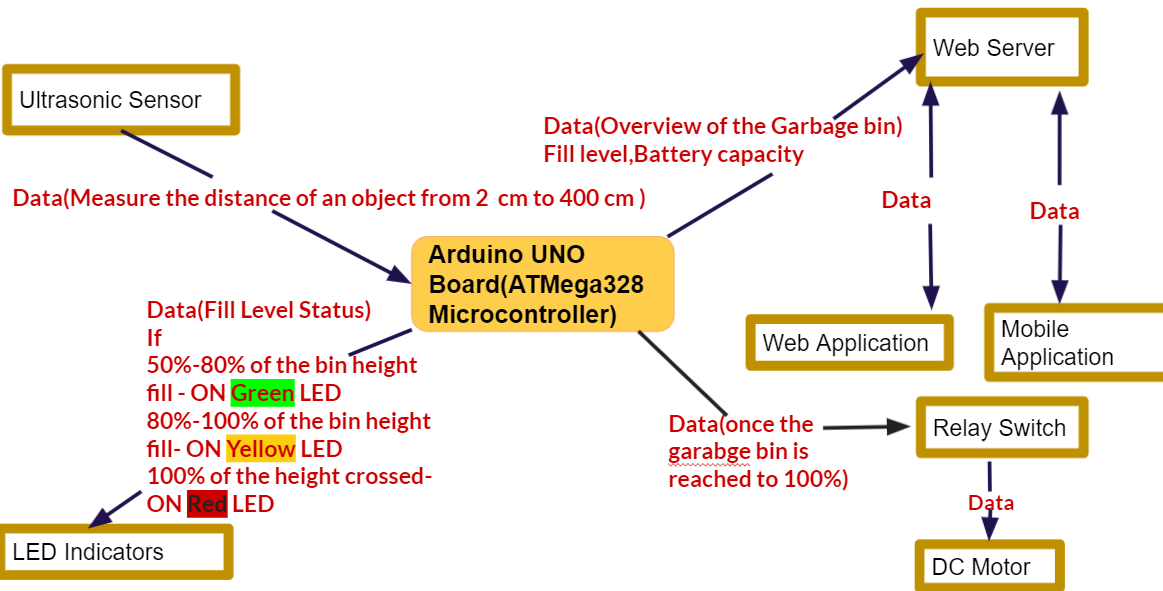 Web Server
Ultrasonic Sensor
Data(Overview of the Garbage bin)
Fill level,Battery capacity
Data(Measure the distance of an object from 2 cm to 400 cm )
Data
Data
Arduino UNO
Board(ATMega328
Microcontroller)
Data(Fill Level Status)
If
50%-80% of the bin height
fill - ON Green LED
80%-100% of the bin height
fill- ON Yellow LED
100% of the height crossed-
ON Red LED
Web Application
Mobile
Application
Data(once the
garabge bin is
reached to 100%)
Relay Switch
Data
LED Indicators
DC Motor